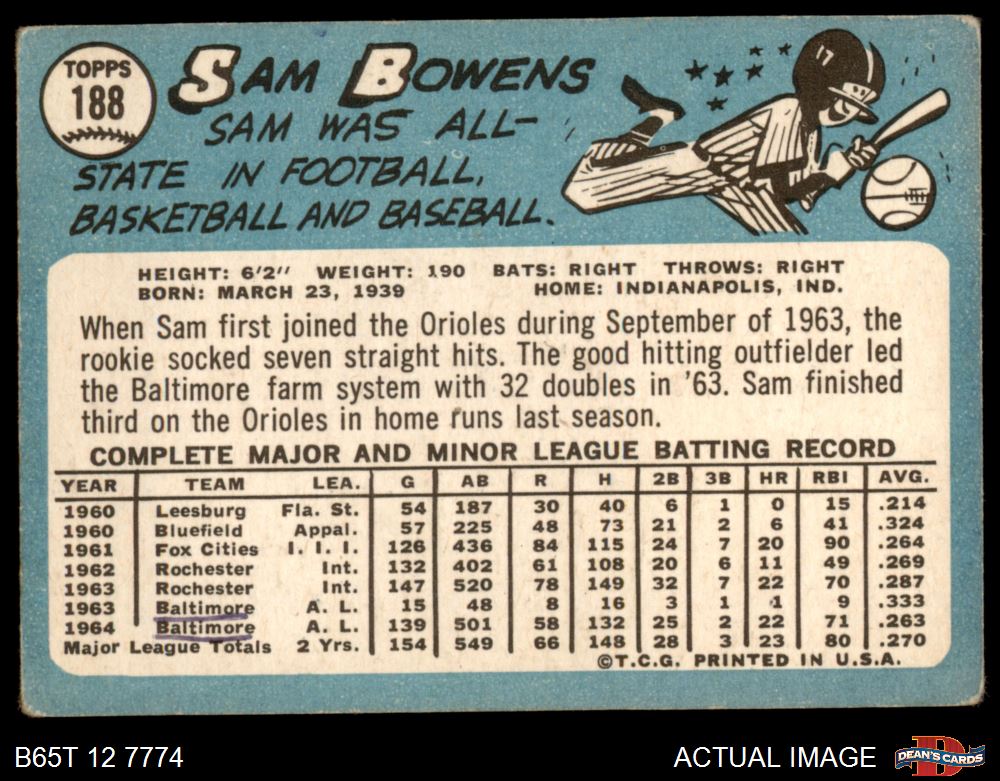 TOPPS
188
SAM BOWENS
SAM WAS ALL-
STATE IN FOOTBALL,
BASKETBALL AND BASEBALL.
17
HEIGHT: 6'2" WEIGHT: 190 BATS: RIGHT THROWS: RIGHT
BORN: MARCH 23, 1939 HOME: INDIANAPOLIS, IND.
When Sam first joined the Orioles during September of 1963, the
rookie socked seven straight hits. The good hitting outfielder led
the Baltimore farm system with 32 doubles in '63. Sam finished
third on the Orioles in home runs last season.
COMPLETE MAJOR AND MINOR LEAGUE BATTING RECORD
YEAR TEAM LEA. G AB R H 2B 3B HR RBI AVG.
1960 Leesburg Fla. St. 54 187 30 40 6 1 0 15 .214
1960 Bluefield Appal. 57 225 48 73 21 2 6 41 .324
1961 Fox Cities I. I. I. 126 436 84 115 24 7 20 90 .264
1962 Rochester Int. 132 402 61 108 20 6 11 49 .269
1963 Rochester Int. 147 520 78 149 32 7 22 70 .287
1963 Baltimore A. L. 15 48 8 16 3 1 1 9 .333
1964 Baltimore A. L. 139 501 58 132 25 2 22 71 .263
Major League Totals 2 Yrs. 154 549 66 148 28 3 23 80 .270
©T.C.G. PRINTED IN U.S.A.
B65T 12 7774 ACTUAL IMAGE D DEAN'S CARDS